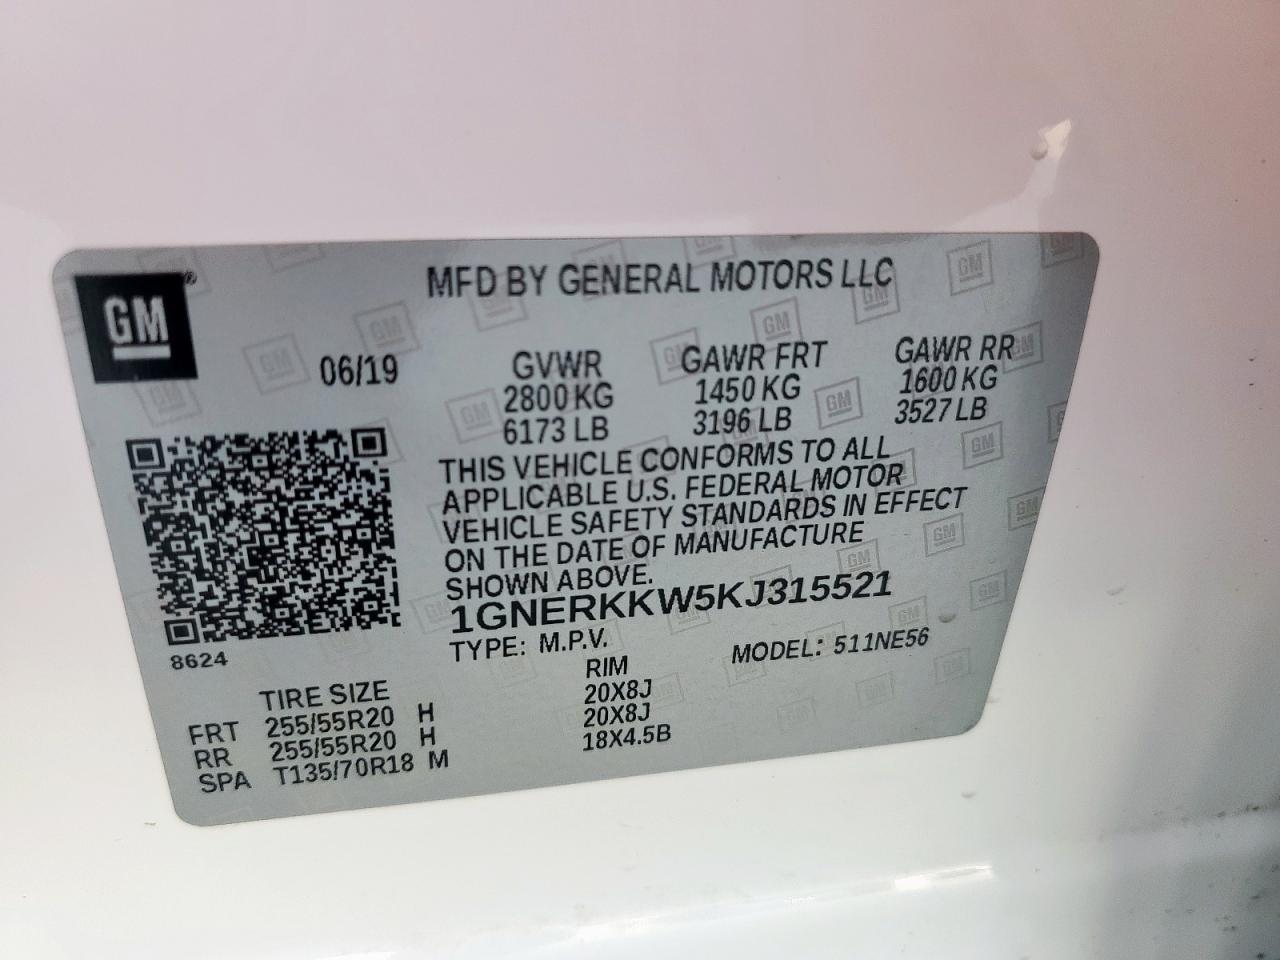 GM ®
MFD BY GENERAL MOTORS LLC
06/19 GVWR GAWR FRT GAWR RR
2800 KG 1450 KG 1600 KG
6173 LB 3196 LB 3527 LB
THIS VEHICLE CONFORMS TO ALL
APPLICABLE U.S. FEDERAL MOTOR
VEHICLE SAFETY STANDARDS IN EFFECT
ON THE DATE OF MANUFACTURE
SHOWN ABOVE.
1GNERKKW5KJ315521
TYPE: M.P.V. MODEL: 511NE56
8624
TIRE SIZE RIM
FRT 255/55R20 H 20X8J
RR 255/55R20 H 20X8J
SPA T135/70R18 M 18X4.5B